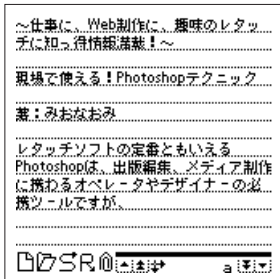 ～仕事に、Web制作に、趣味のレタッ
チに知っ得情報満載！～
現場で使える！Photoshopテクニック
著：みおなおみ
レタッチソフトの定番ともいえる
Photoshopは、出版編集、メディア制作
に携わるオペレータやデザイナーの必
携ツールですが、
a